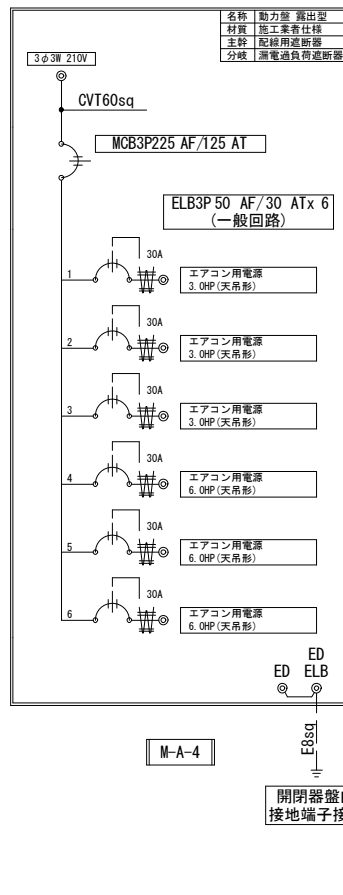 名称 動力盤 露出型
材質 施工業者仕様
主幹 配線用遮断器
分岐 漏電過負荷遮断器
3φ3W 210V
CVT60sq
MCB3P225 AF/125 AT
ELB3P 50 AF/30 ATx 6
(一般回路)
30A
1
エアコン用電源
3.0HP(天吊形)
30A
2
エアコン用電源
3.0HP(天吊形)
30A
3
エアコン用電源
3.0HP(天吊形)
30A
4
エアコン用電源
6.0HP(天吊形)
30A
5
エアコン用電源
6.0HP(天吊形)
30A
6
エアコン用電源
6.0HP(天吊形)
ED
ED ELB
E8sq
M-A-4
開閉器盤
接地端子接